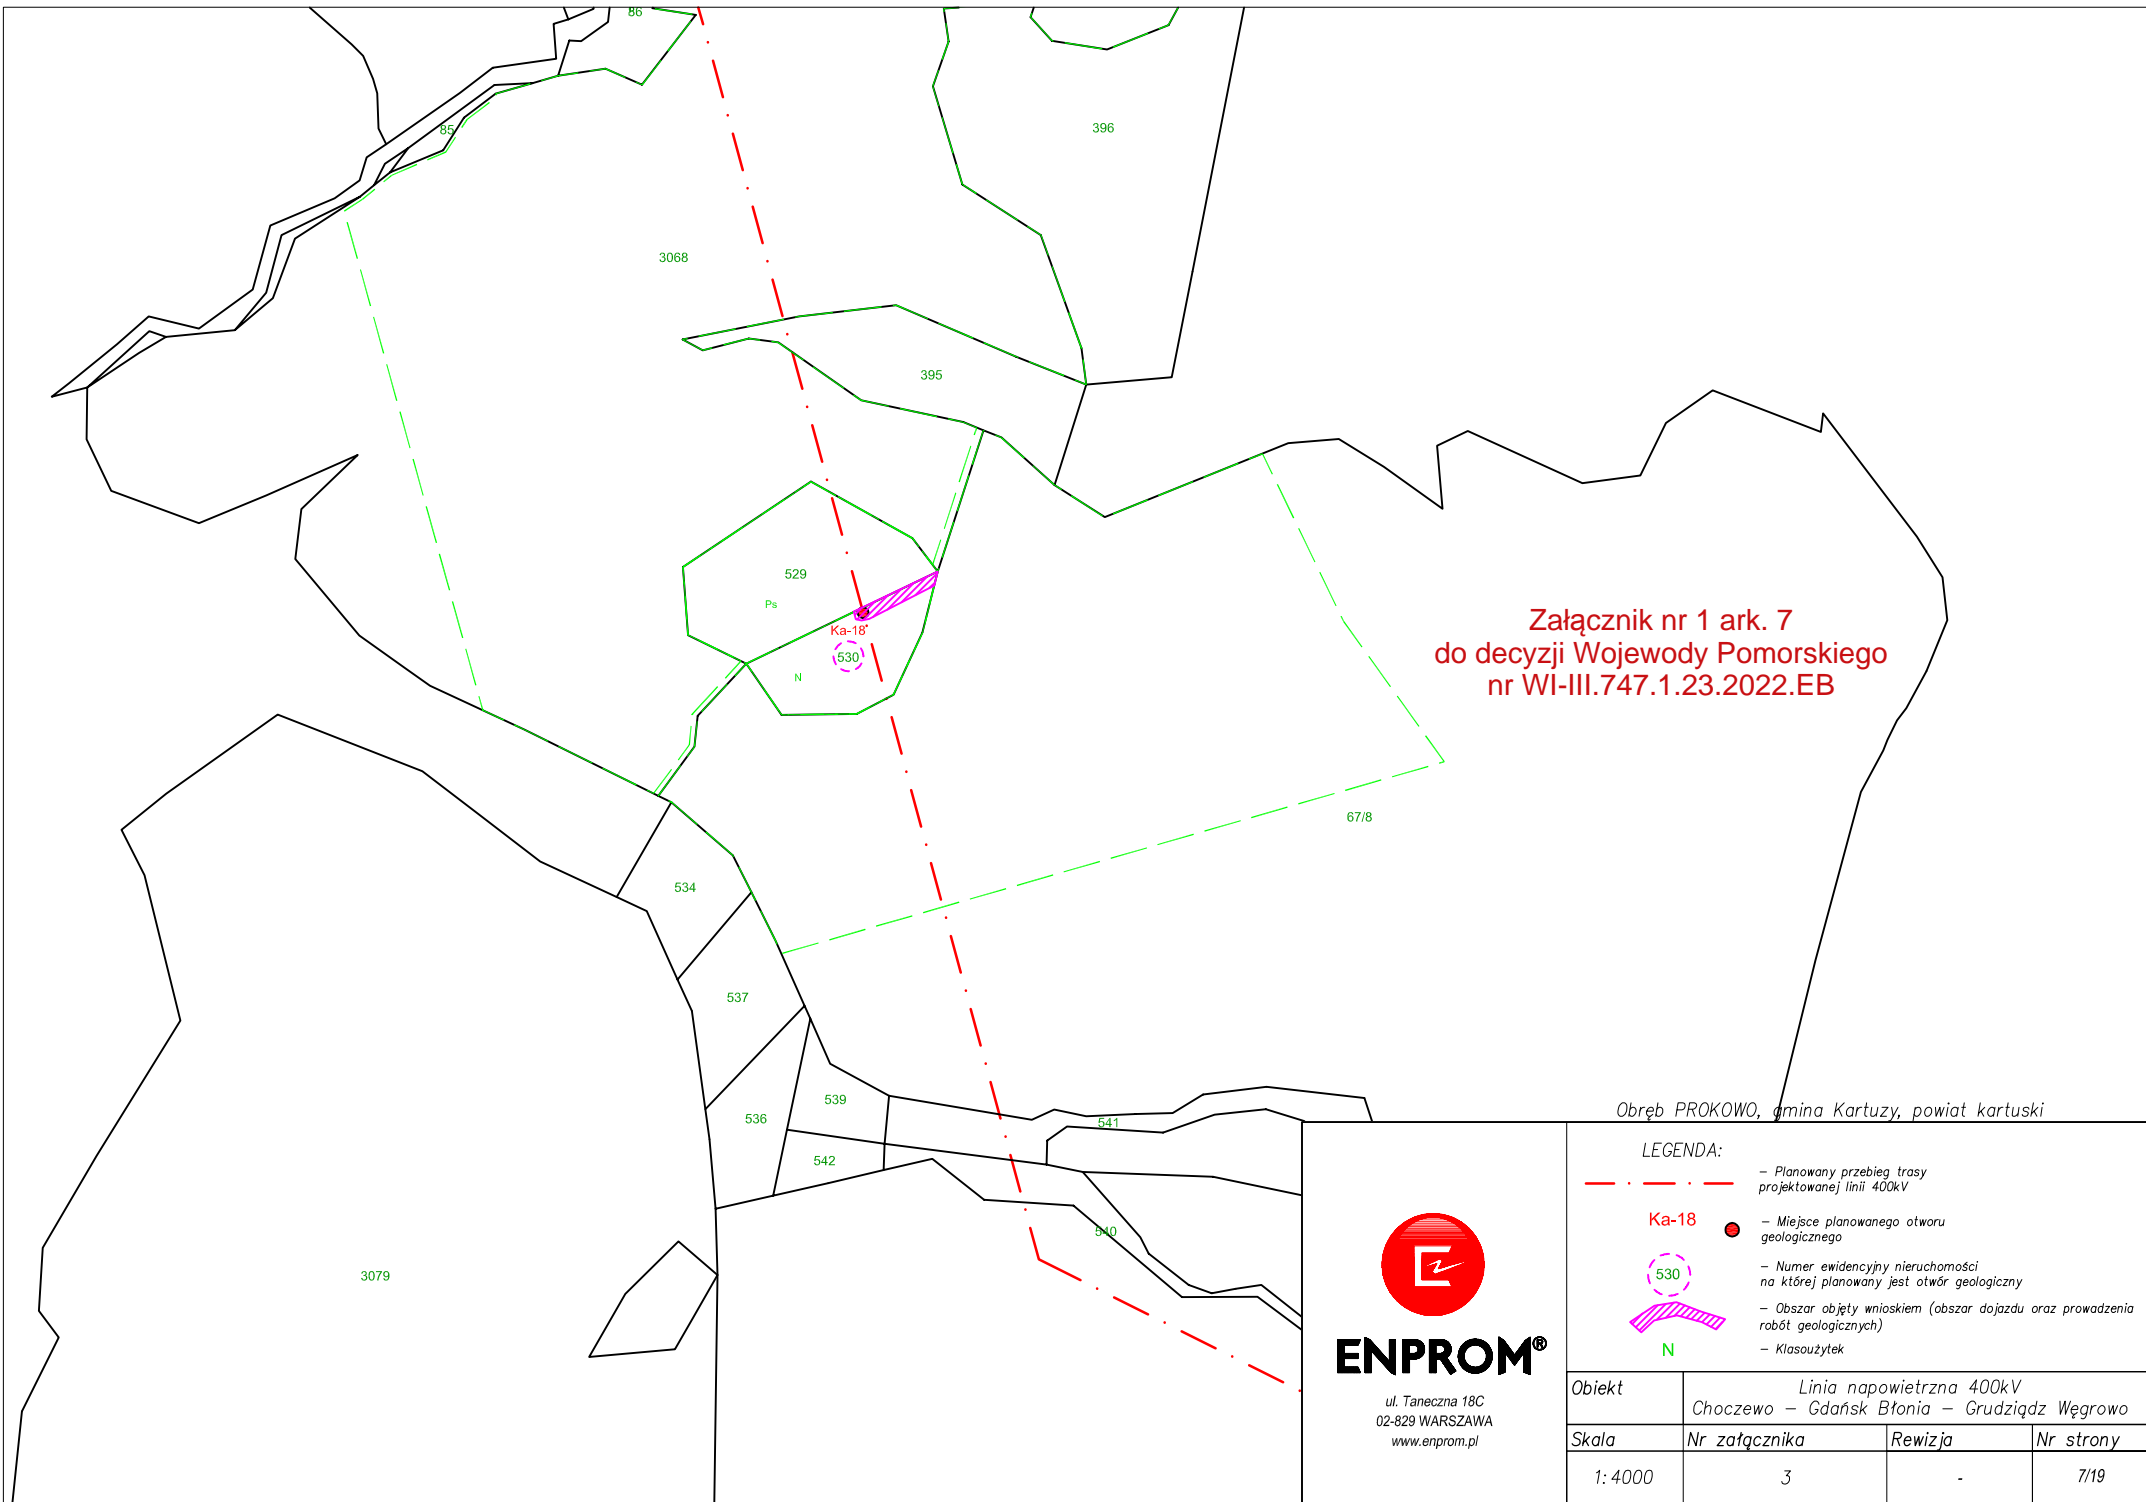 86
85
396
3068
395
529
Ps
Ka-18
530
N
Załącznik nr 1 ark. 7
do decyzji Wojewody Pomorskiego
nr WI-III.747.1.23.2022.EB
67/8
534
537
536
539
541
542
540
3079
Obręb PROKOWO, gmina Kartuzy, powiat kartuski
LEGENDA:
– Planowany przebieg trasy
projektowanej linii 400kV
Ka-18
– Miejsce planowanego otworu
geologicznego
530
– Numer ewidencyjny nieruchomości
na której planowany jest otwór geologiczny
– Obszar objęty wnioskiem (obszar dojazdu oraz prowadzenia
robót geologicznych)
N
– Klasoużytek
ENPROM®
ul. Taneczna 18C
02-829 WARSZAWA
www.enprom.pl
Obiekt
Linia napowietrzna 400kV
Choczewo – Gdańsk Błonia – Grudziądz Węgrowo
Skala
Nr załącznika
Rewizja
Nr strony
1:4000
3
-
7/19